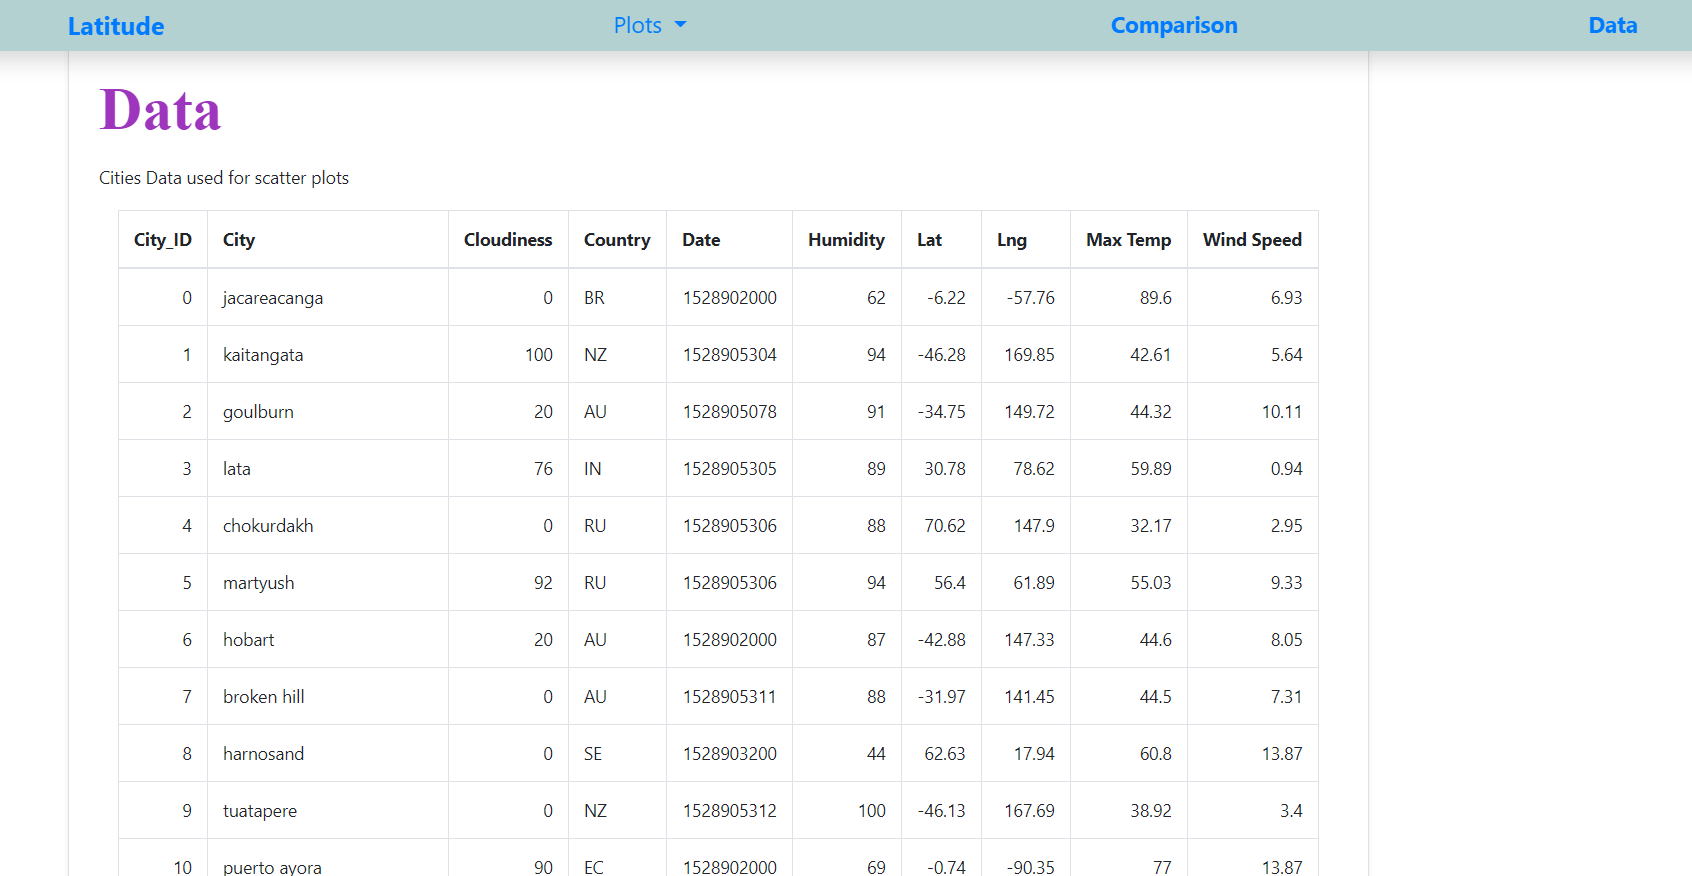 Latitude Plots Comparison Data
Data
Cities Data used for scatter plots
City_ID City Cloudiness Country Date Humidity Lat Lng Max Temp Wind Speed
0 jacareacanga 0 BR 1528902000 62 -6.22 -57.76 89.6 6.93
1 kaitangata 100 NZ 1528905304 94 -46.28 169.85 42.61 5.64
2 goulburn 20 AU 1528905078 91 -34.75 149.72 44.32 10.11
3 lata 76 IN 1528905305 89 30.78 78.62 59.89 0.94
4 chokurdakh 0 RU 1528905306 88 70.62 147.9 32.17 2.95
5 martyush 92 RU 1528905306 94 56.4 61.89 55.03 9.33
6 hobart 20 AU 1528902000 87 -42.88 147.33 44.6 8.05
7 broken hill 0 AU 1528905311 88 -31.97 141.45 44.5 7.31
8 harnosand 0 SE 1528903200 44 62.63 17.94 60.8 13.87
9 tuatapere 0 NZ 1528905312 100 -46.13 167.69 38.92 3.4
10 puerto ayora 90 EC 1528902000 69 -0.74 -90.35 77 13.87